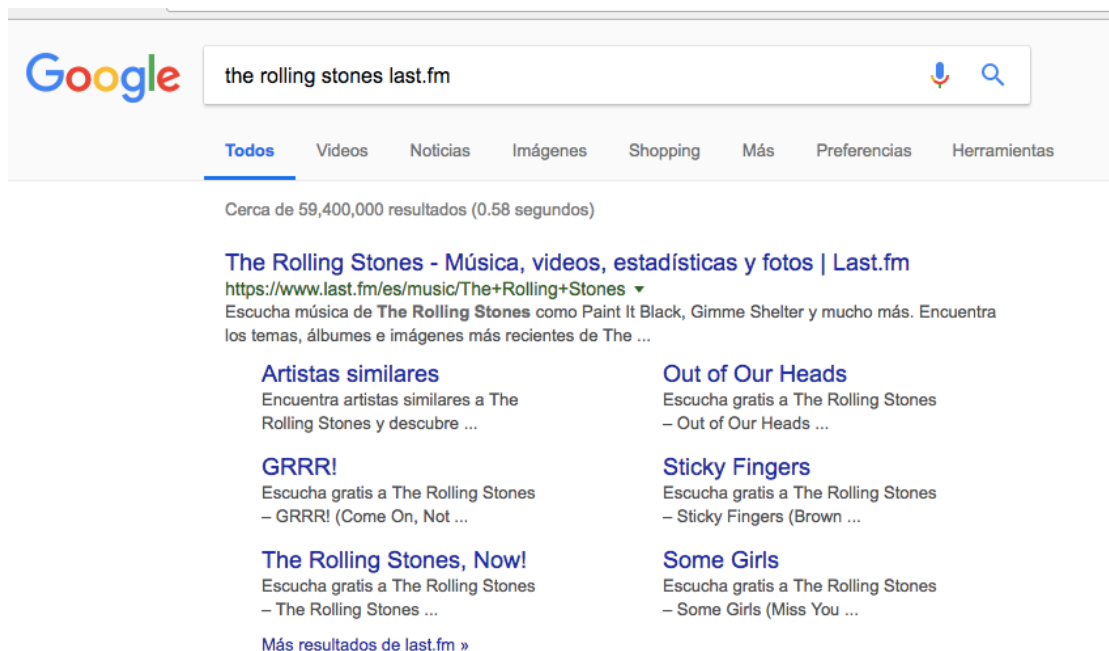 Google
the rolling stones last.fm
Todos Videos Noticias Imágenes Shopping Más Preferencias Herramientas
Cerca de 59,400,000 resultados (0.58 segundos)
The Rolling Stones - Música, videos, estadísticas y fotos | Last.fm
https://www.last.fm/es/music/The+Rolling+Stones
Escucha música de The Rolling Stones como Paint It Black, Gimme Shelter y mucho más. Encuentra
los temas, álbumes e imágenes más recientes de The ...
Artistas similares
Encuentra artistas similares a The
Rolling Stones y descubre ...
Out of Our Heads
Escucha gratis a The Rolling Stones
– Out of Our Heads ...
GRRR!
Escucha gratis a The Rolling Stones
– GRRR! (Come On, Not ...
Sticky Fingers
Escucha gratis a The Rolling Stones
– Sticky Fingers (Brown ...
The Rolling Stones, Now!
Escucha gratis a The Rolling Stones
– The Rolling Stones ...
Some Girls
Escucha gratis a The Rolling Stones
– Some Girls (Miss You ...
Más resultados de last.fm »